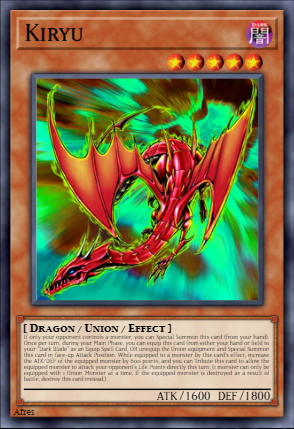 Kiryu
DARK
闇
[ Dragon / Union / Effect ]
If only your opponent controls a monster, you can Special Summon this card (from your hand).
Once per turn, during your Main Phase, you can equip this card from either your hand or field to
your "Dark Blade" as an Equip Spell Card, OR unequip the Union equipment and Special Summon
this card in face-up Attack Position. While equipped to a monster by this card's effect, increase
the ATK of the equipped monster by 600 points, and you can Tribute this card to allow the
equipped monster to attack your opponent's Life Points directly this turn. (1 monster can only be
equipped with 1 Union Monster at a time. If the equipped monster is destroyed as a result of
battle, destroy this card instead.)
ATK/1600 DEF/1800
Afres